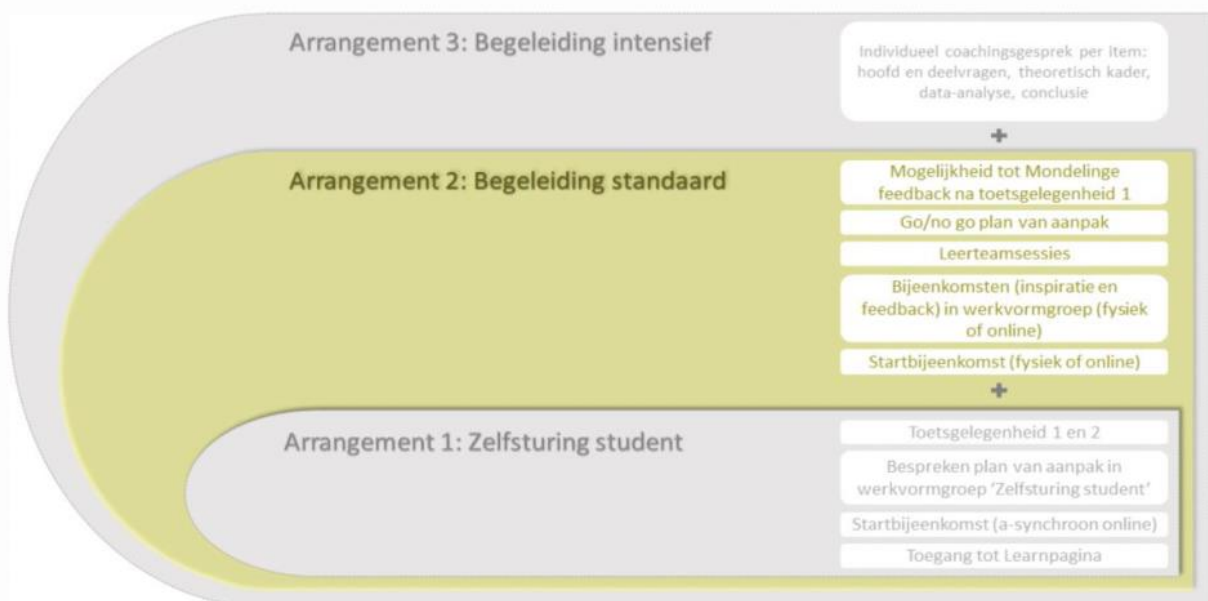 Arrangement 3: Begeleiding intensief
Individueel coachingsgesprek per item:
hoofd en deelvragen, theoretisch kader,
data-analyse, conclusie
+
Arrangement 2: Begeleiding standaard
Mogelijkheid tot Mondelinge
feedback na toetsgelegenheid 1
Go/no go plan van aanpak
Leerteamsessies
Bijeenkomsten (inspiratie en
feedback) in werkvormgroep (fysiek
of online)
Startbijeenkomst (fysiek of online)
+
Arrangement 1: Zelfsturing student
Toetsgelegenheid 1 en 2
Bespreken plan van aanpak in
werkvormgroep ‘Zelfsturing student’
Startbijeenkomst (a-synchroon online)
Toegang tot Learnpagina